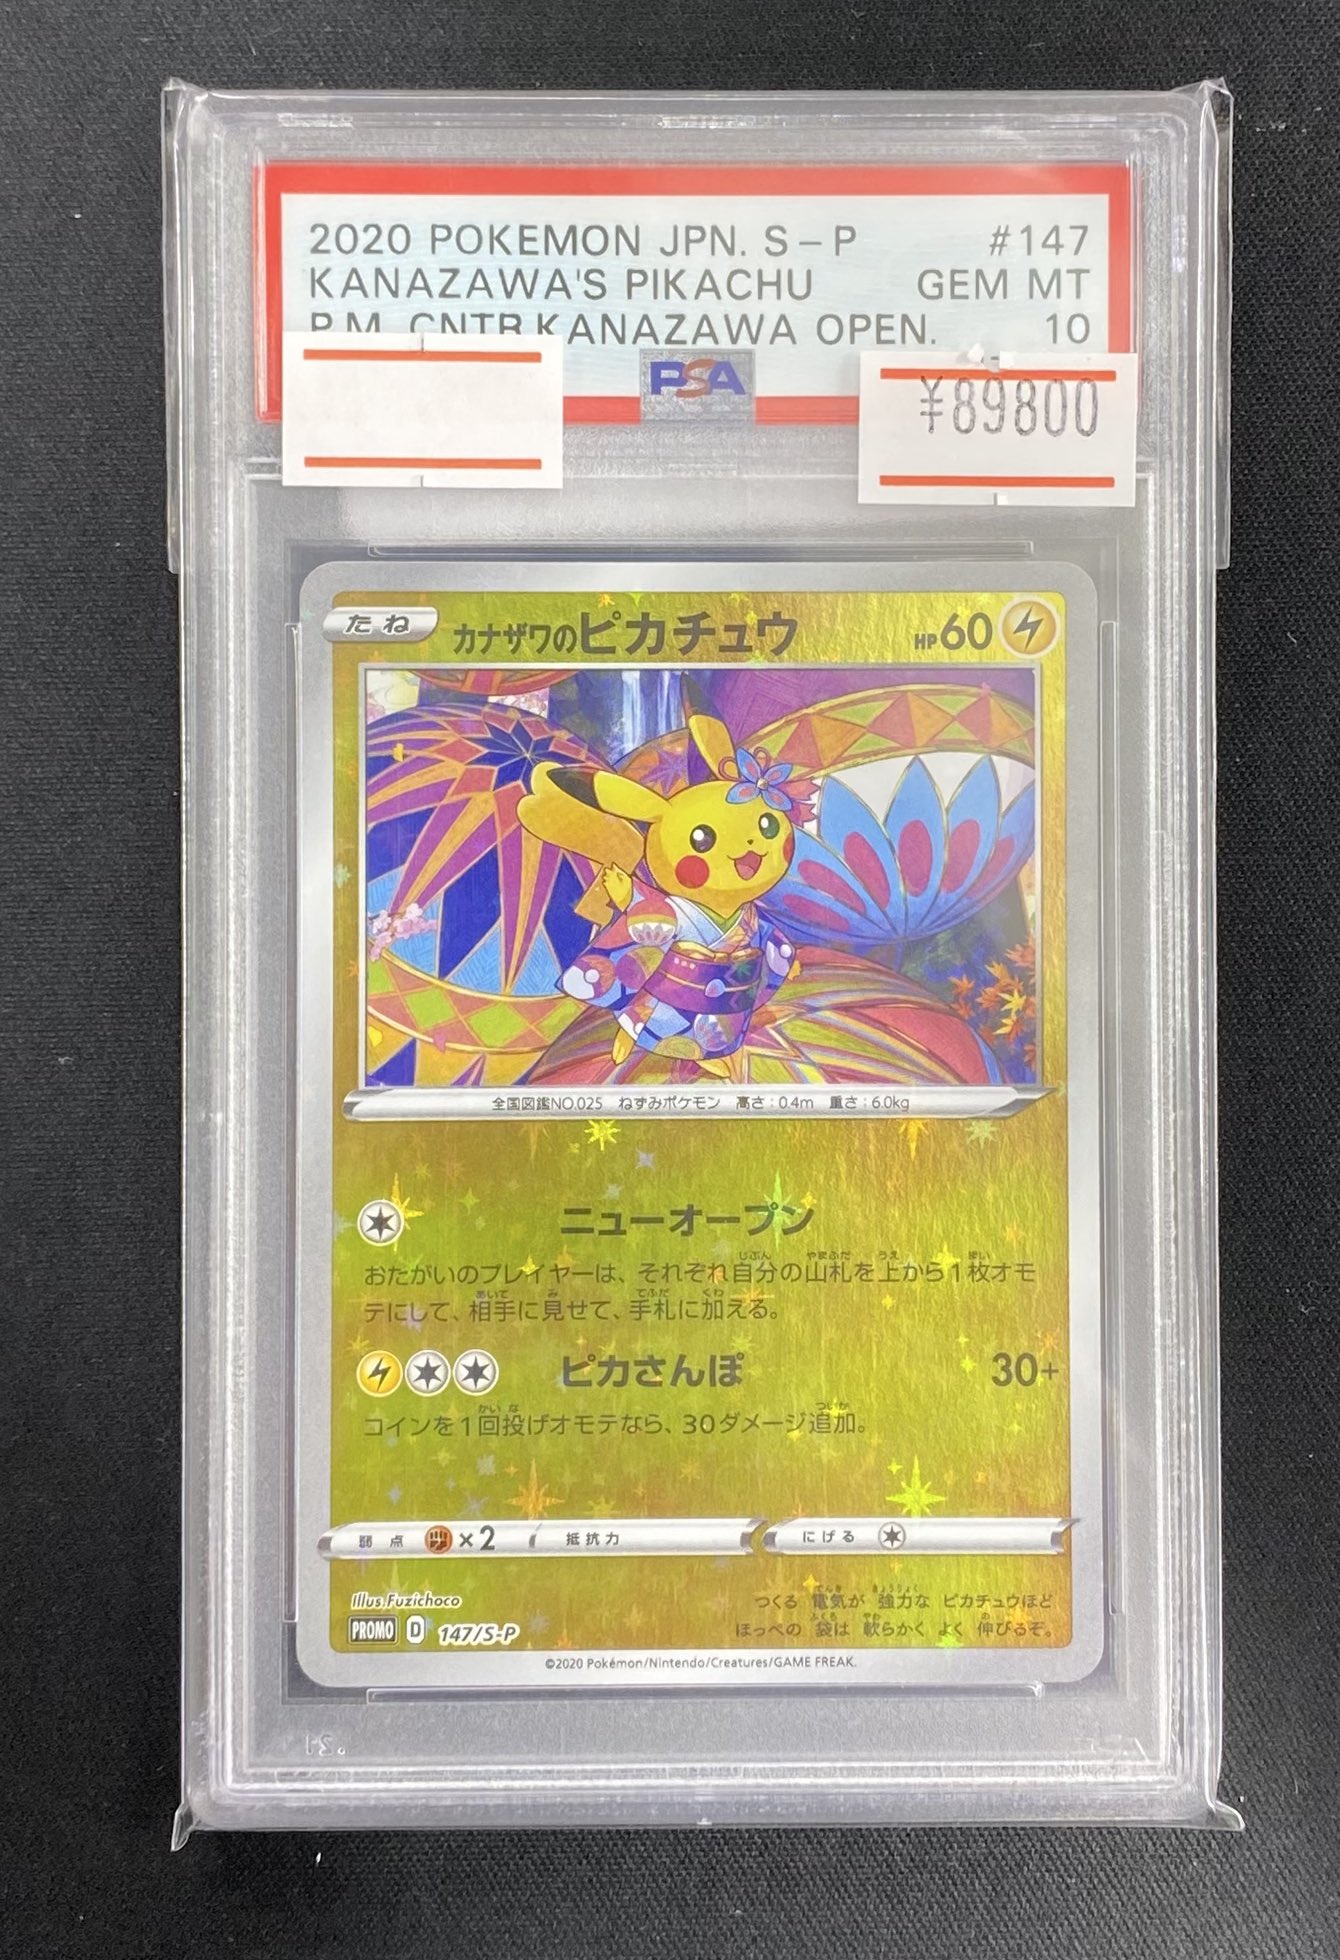 2020 POKEMON JPN. S-P #147
KANAZAWA'S PIKACHU GEM MT
P.M. CNTR KANAZAWA OPEN. 10
PSA
¥89800
たね カナザワのピカチュウ HP60
全国図鑑NO.025 ねずみポケモン 高さ:0.4m 重さ:6.0kg
ニューオープン
おたがいのプレイヤーは、それぞれ自分の山札を上から1枚オモ
テにして、相手に見せて、手札に加える。
ピカさんぽ 30+
コインを1回投げオモテなら、30ダメージ追加。
弱点 ×2 抵抗力 にげる
Illus. Fuzichoco
つくる 電気が 強力な ピカチュウほど
ほっぺの 袋は 軟らかく よく 伸びるぞ。
PROMO D 147/S-P
©2020 Pokémon/Nintendo/Creatures/GAME FREAK.